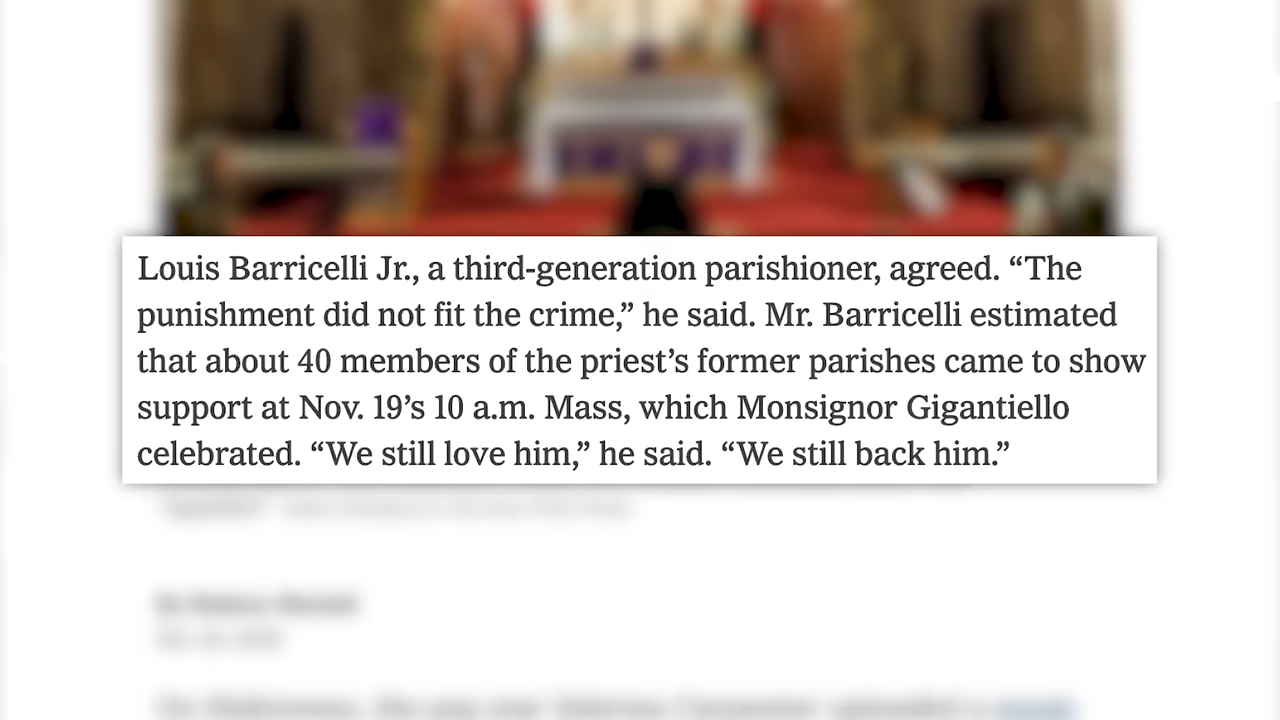 Louis Barricelli Jr., a third-generation parishioner, agreed. “The
punishment did not fit the crime,” he said. Mr. Barricelli estimated
that about 40 members of the priest’s former parishes came to show
support at Nov. 19’s 10 a.m. Mass, which Monsignor Gigantiello
celebrated. “We still love him,” he said. “We still back him.”